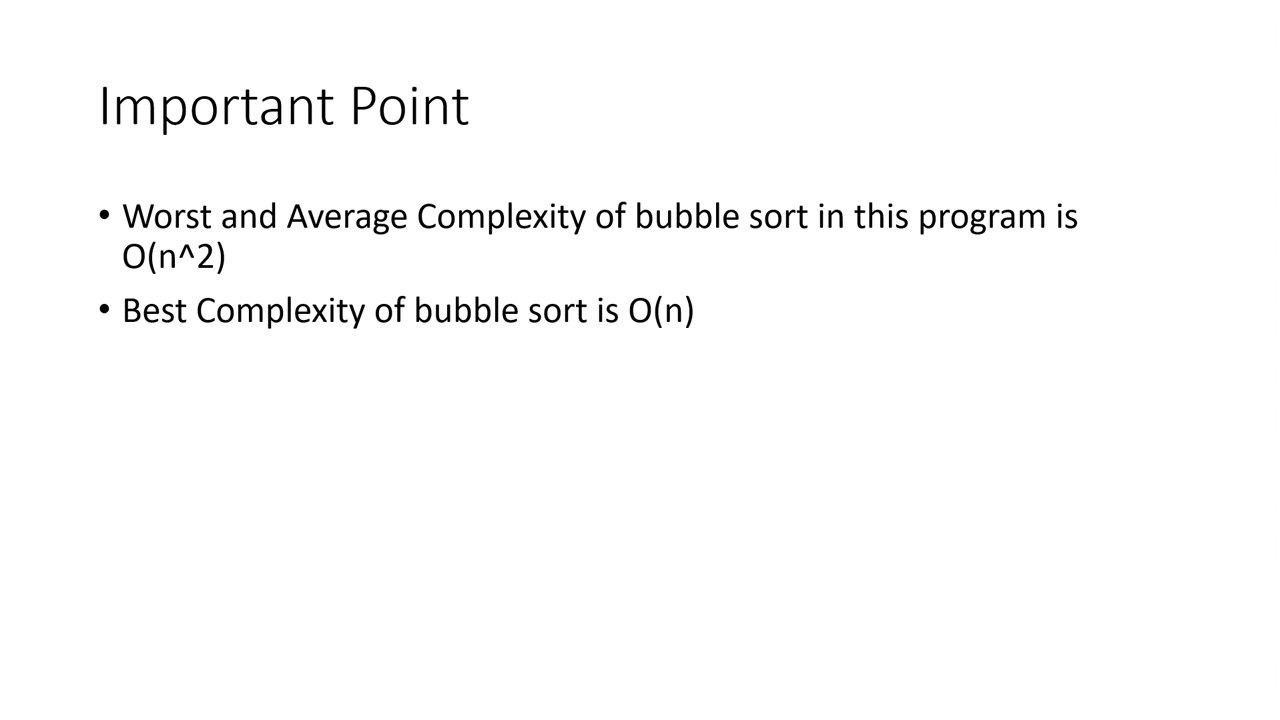 Important Point
• Worst and Average Complexity of bubble sort in this program is
O(n^2)
• Best Complexity of bubble sort is O(n)